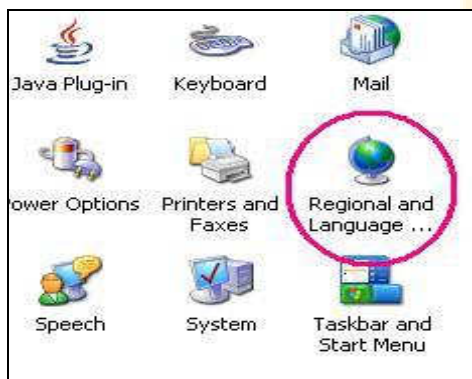 Java Plug-in Keyboard Mail
ower Options Printers and Regional and
Faxes Language ...
Speech System Taskbar and
Start Menu